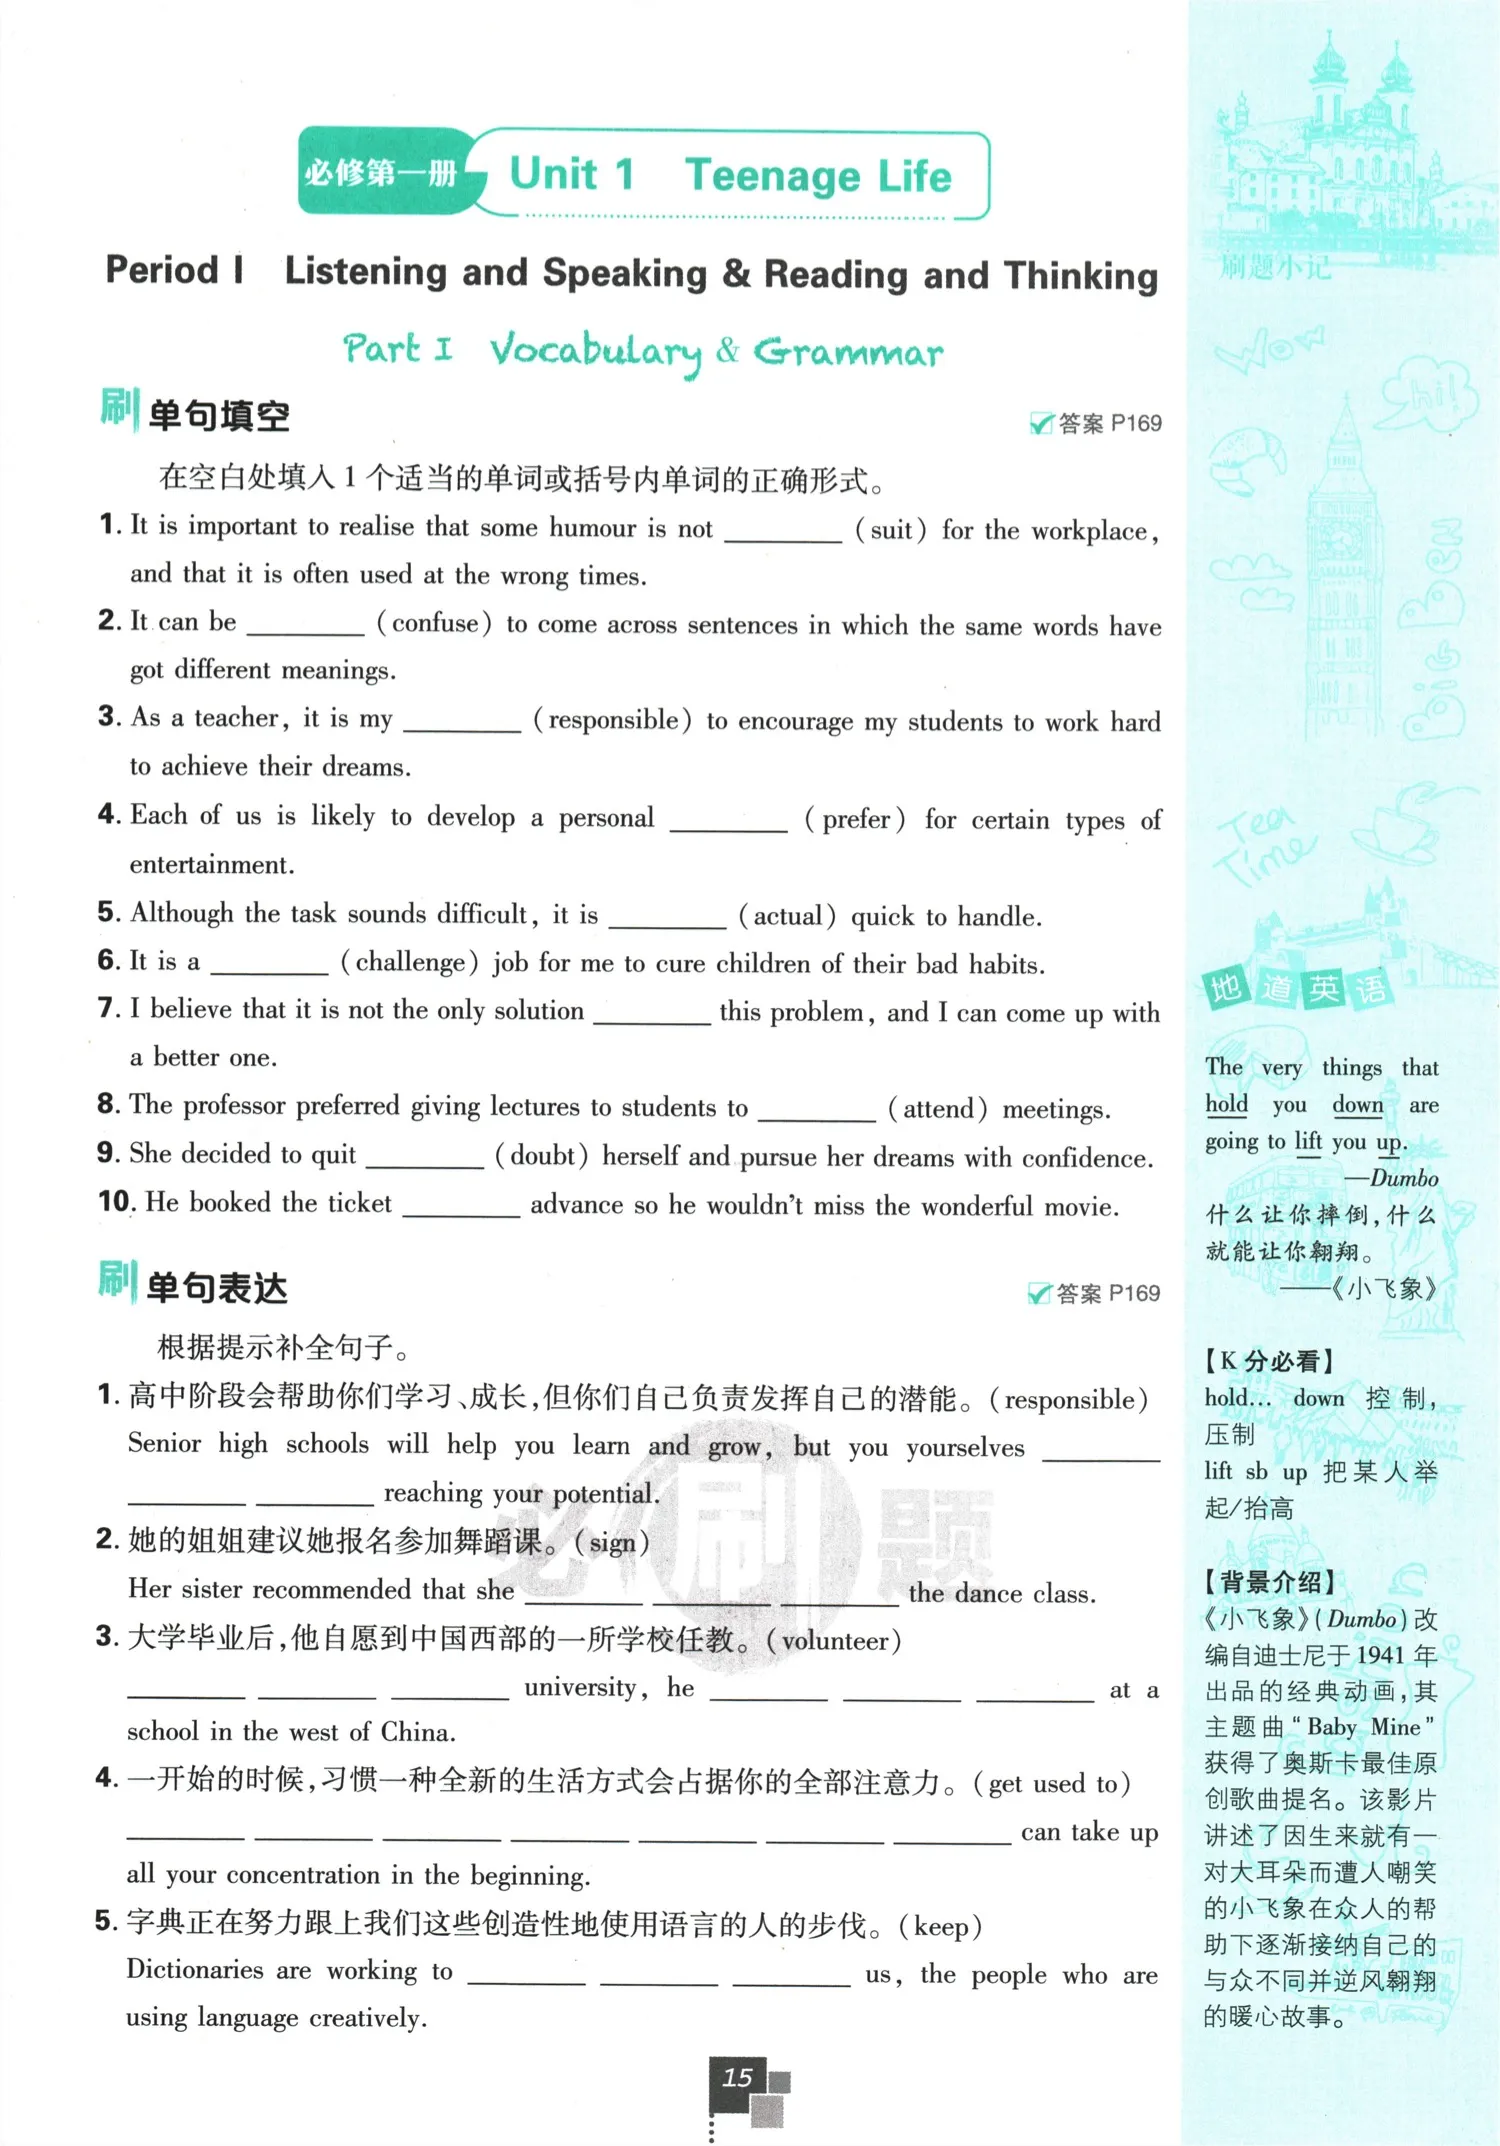 必修第一册 Unit 1 Teenage Life
Period I Listening and Speaking & Reading and Thinking
Part I Vocabulary & Grammar
刷 单句填空
答案 P169
在空白处填入 1 个适当的单词或括号内单词的正确形式。
1. It is important to realise that some humour is not ________ (suit) for the workplace,
and that it is often used at the wrong times.
2. It can be ________ (confuse) to come across sentences in which the same words have
got different meanings.
3. As a teacher, it is my ________ (responsible) to encourage my students to work hard
to achieve their dreams.
4. Each of us is likely to develop a personal ________ (prefer) for certain types of
entertainment.
5. Although the task sounds difficult, it is ________ (actual) quick to handle.
6. It is a ________ (challenge) job for me to cure children of their bad habits.
7. I believe that it is not the only solution ________ this problem, and I can come up with
a better one.
8. The professor preferred giving lectures to students to ________ (attend) meetings.
9. She decided to quit ________ (doubt) herself and pursue her dreams with confidence.
10. He booked the ticket ________ advance so he wouldn't miss the wonderful movie.
刷 单句表达
答案 P169
根据提示补全句子。
1. 高中阶段会帮助你们学习、成长,但你们自己负责发挥自己的潜能。(responsible)
Senior high schools will help you learn and grow, but you yourselves ________
________ ________ reaching your potential.
2. 她的姐姐建议她报名参加舞蹈课。(sign)
Her sister recommended that she ________ ________ ________ the dance class.
3. 大学毕业后,他自愿到中国西部的一所学校任教。(volunteer)
________ ________ ________ university, he ________ ________ ________ at a
school in the west of China.
4. 一开始的时候,习惯一种全新的生活方式会占据你的全部注意力。(get used to)
________ ________ ________ ________ ________ ________ ________ can take up
all your concentration in the beginning.
5. 字典正在努力跟上我们这些创造性地使用语言的人的步伐。(keep)
Dictionaries are working to ________ ________ ________ us, the people who are
using language creatively.
必刷题
15
刷题小记
Wow
Hi!
Big Ben
Tea
Time
地道英语
The very things that
hold you down are
going to lift you up.
—Dumbo
什么让你摔倒,什么
就能让你翱翔。
——《小飞象》
【K 分必看】
hold... down 控制,
压制
lift sb up 把某人举
起/抬高
【背景介绍】
《小飞象》(Dumbo)改
编自迪士尼于 1941 年
出品的经典动画,其
主题曲“Baby Mine”
获得了奥斯卡最佳原
创歌曲提名。该影片
讲述了因生来就有一
对大耳朵而遭人嘲笑
的小飞象在众人的帮
助下逐渐接纳自己的
与众不同并逆风翱翔
的暖心故事。